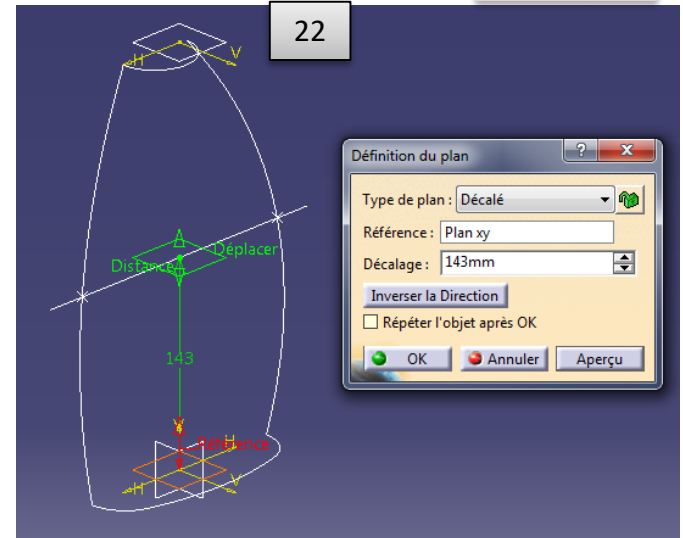 22
H
V
Déplacer
Distance
143
Référence
H
H
V
Définition du plan
?
X
Type de plan : Décalé
Référence : Plan xy
Décalage : 143mm
Inverser la Direction
Répéter l'objet après OK
OK Annuler Aperçu